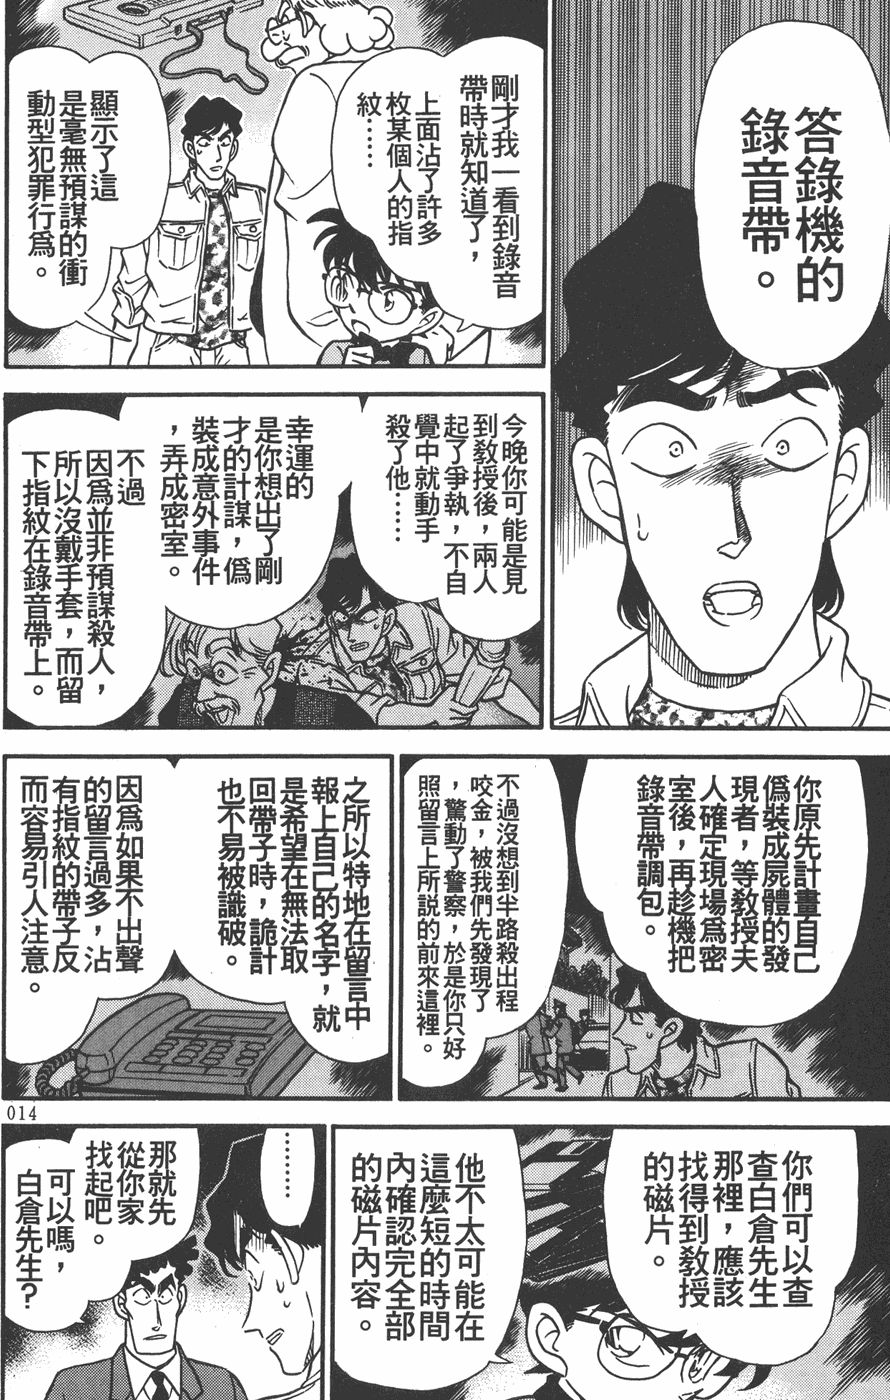 答錄機的
錄音帶。
剛才我一看到錄音
帶時就知道了，
上面沾了許多
枚某個人的指
紋……
顯示了這
是毫無預謀的衝
動型犯罪行為。
今晚你可能是見
到教授後，兩人
起了爭執，不自
覺中就動手
殺了他……
幸運的
是你想出了剛
才的計謀，偽
裝成意外事件
，弄成密室。
不過
因為並非預謀殺人，
所以沒戴手套，而留
下指紋在錄音帶上。
你原先計畫自己
偽裝成屍體的發
現者，等教授夫
人確定現場為密
室後，再趁機把
錄音帶調包。
不過沒想到半路殺出程
咬金，被我們先發現了
，驚動了警察，於是你只好
照留言上所說的前來這裡。
之所以特地在留言中
報上自己的名字，就
是希望在無法取
回帶子時，詭計
也不易被識破。
因為如果不出聲
的留言過多，沾
有指紋的帶子反
而容易引人注意。
你們可以查
查白倉先生
那裡，應該
找得到教授
的磁片。
他不太可能在
這麼短的時間
內確認完全部
的磁片內容。
……
那就先
從你家
找起吧。
可以嗎，
白倉先生？
014